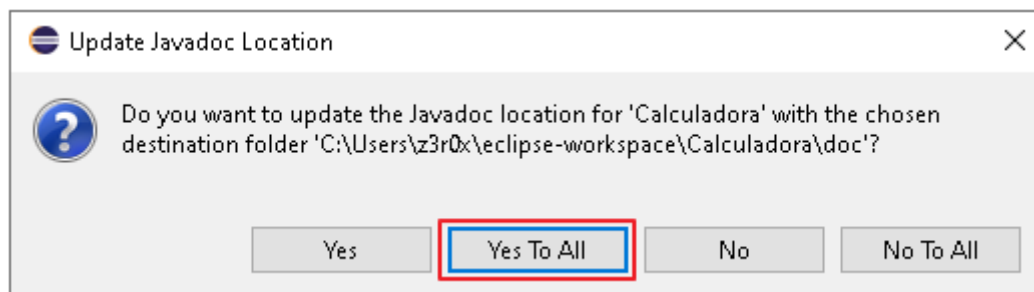 Update Javadoc Location
Do you want to update the Javadoc location for 'Calculadora' with the chosen
destination folder 'C:\Users\z3r0x\eclipse-workspace\Calculadora\doc'?
Yes
Yes To All
No
No To All